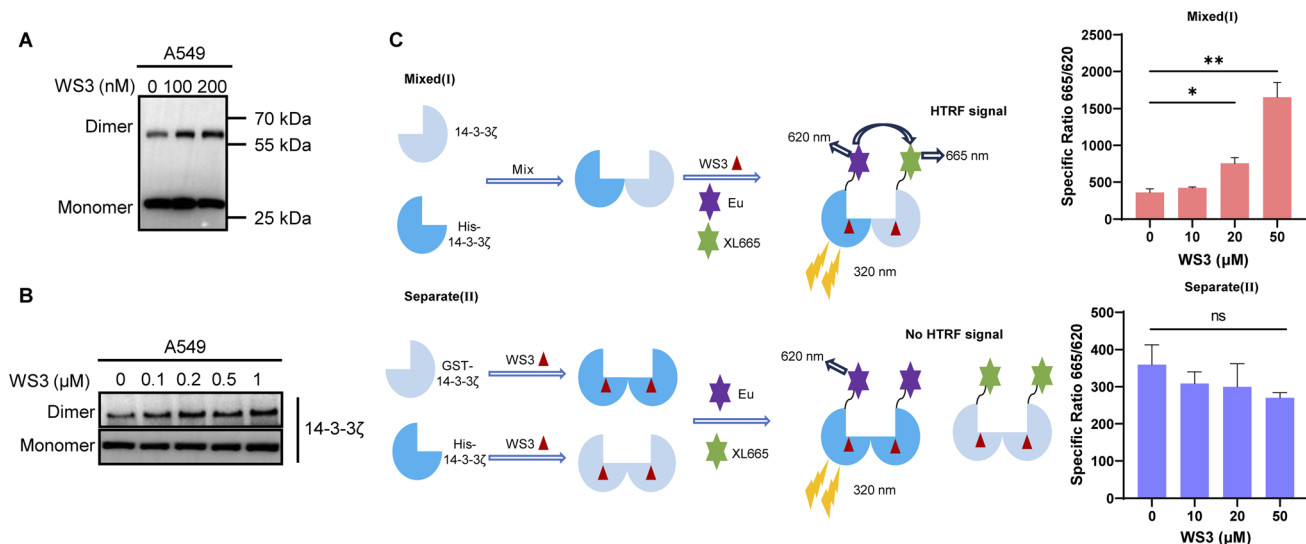 A
A549
WS3 (nM) 0 100 200
Dimer
Monomer
70 kDa
55 kDa
25 kDa
B
A549
WS3 (μM) 0 0.1 0.2 0.5 1
Dimer
Monomer
14-3-3ζ
C
Mixed(I)
14-3-3ζ
His-
14-3-3ζ
Mix
WS3
Eu
XL665
HTRF signal
620 nm
665 nm
320 nm
Mixed(I)
Specific Ratio 665/620
2500
2000
1500
1000
500
0
*
**
0 10 20 50
WS3 (μM)
Separate(II)
GST-
14-3-3ζ
His-
14-3-3ζ
WS3
WS3
Eu
XL665
No HTRF signal
620 nm
320 nm
Separate(II)
Specific Ratio 665/620
500
400
300
200
100
0
ns
0 10 20 50
WS3 (μM)